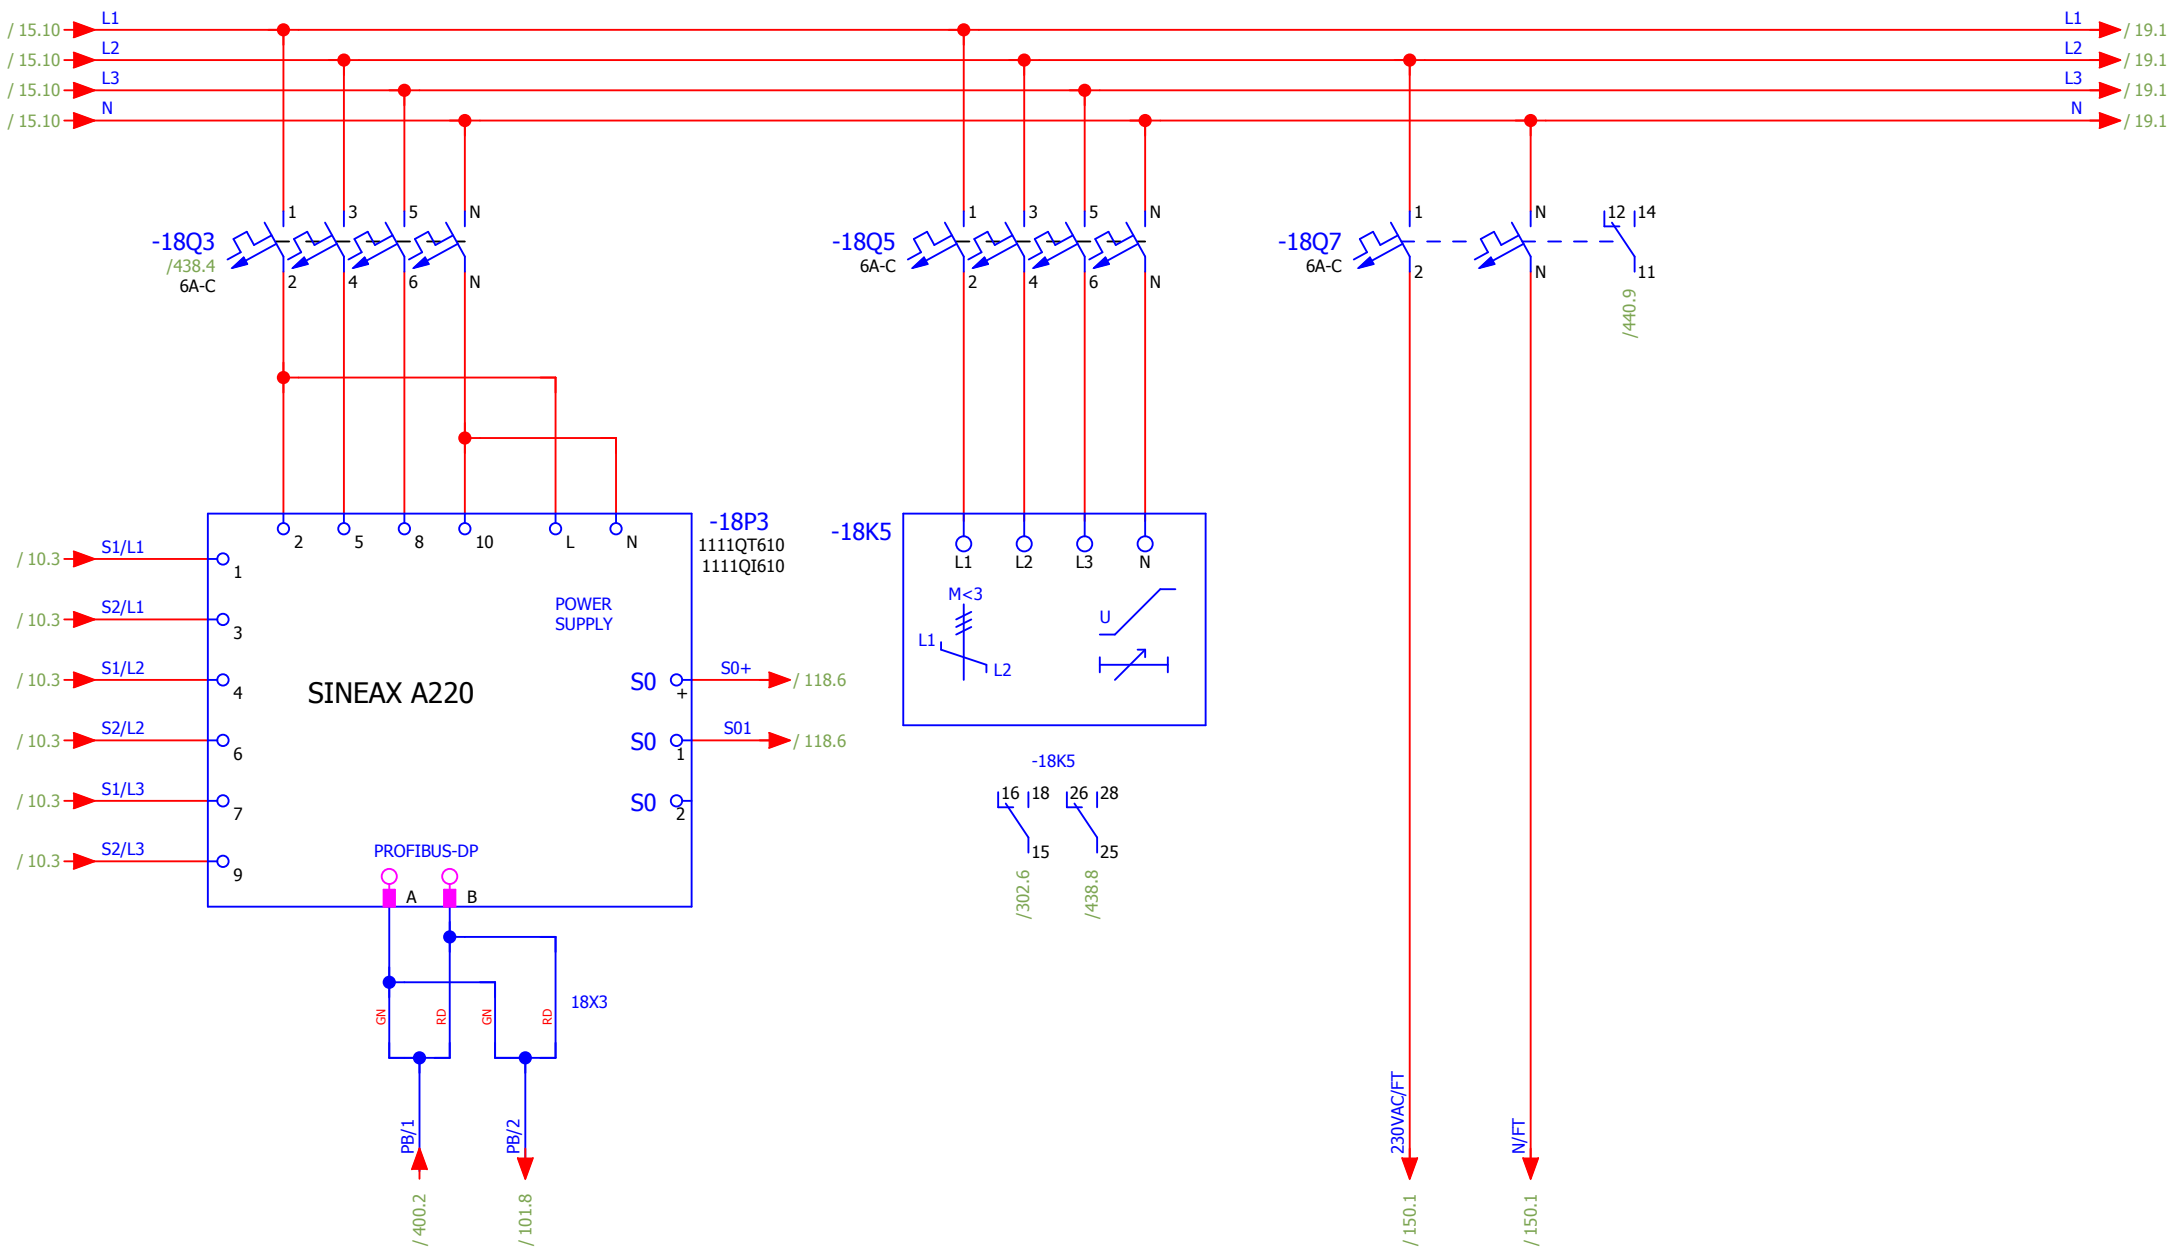 / 15.10 L1 L1 / 19.1
/ 15.10 L2 L2 / 19.1
/ 15.10 L3 L3 / 19.1
/ 15.10 N N / 19.1
-18Q3
/438.4
6A-C
1 3 5 N
2 4 6 N
-18Q5
6A-C
1 3 5 N
2 4 6 N
-18Q7
6A-C
1 N 12 14
2 N 11
/440.9
2 5 8 10 L N
-18P3
1111QT610
1111QI610
/ 10.3 S1/L1 1
/ 10.3 S2/L1 3
/ 10.3 S1/L2 4
/ 10.3 S2/L2 6
/ 10.3 S1/L3 7
/ 10.3 S2/L3 9
POWER
SUPPLY
SINEAX A220
S0 + S0+ / 118.6
S0 1 S01 / 118.6
S0 2
PROFIBUS-DP
A B
GN RD GN RD
18X3
PB/1 PB/2
/ 400.2 / 101.8
-18K5
L1 L2 L3 N
M<3
L1 L2
U
-18K5
16 18 26 28
15 25
/302.6 /438.8
230VAC/FT N/FT
/ 150.1 / 150.1